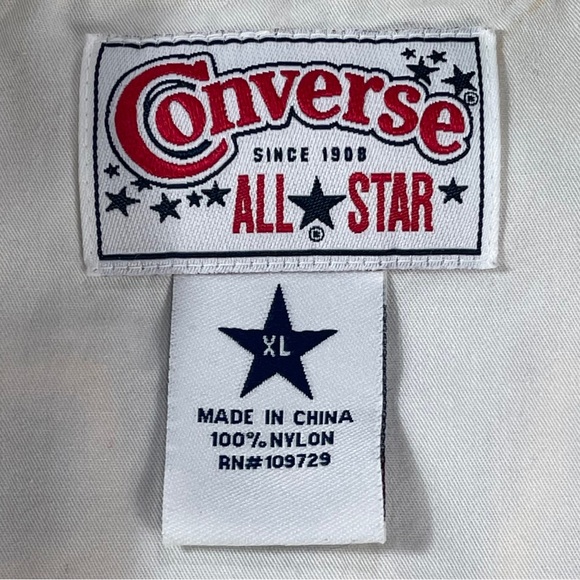 Converse®
SINCE 1908
ALL★STAR
®
XL
MADE IN CHINA
100% NYLON
RN# 109729